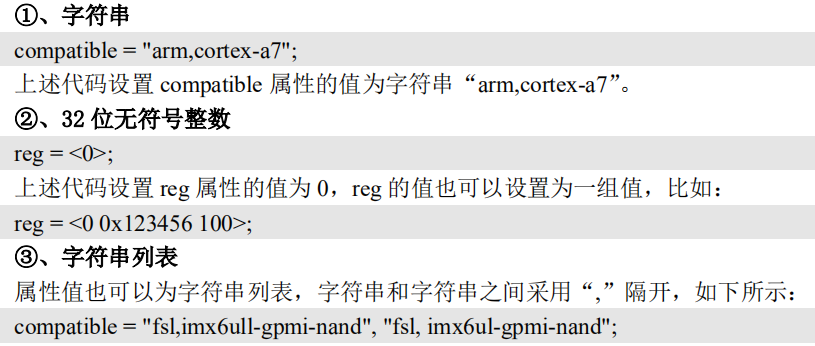 ①、字符串
compatible = "arm,cortex-a7";
上述代码设置 compatible 属性的值为字符串“arm,cortex-a7”。
②、32 位无符号整数
reg = <0>;
上述代码设置 reg 属性的值为 0，reg 的值也可以设置为一组值，比如：
reg = <0 0x123456 100>;
③、字符串列表
属性值也可以为字符串列表，字符串和字符串之间采用“,”隔开，如下所示：
compatible = "fsl,imx6ull-gpmi-nand", "fsl, imx6ul-gpmi-nand";